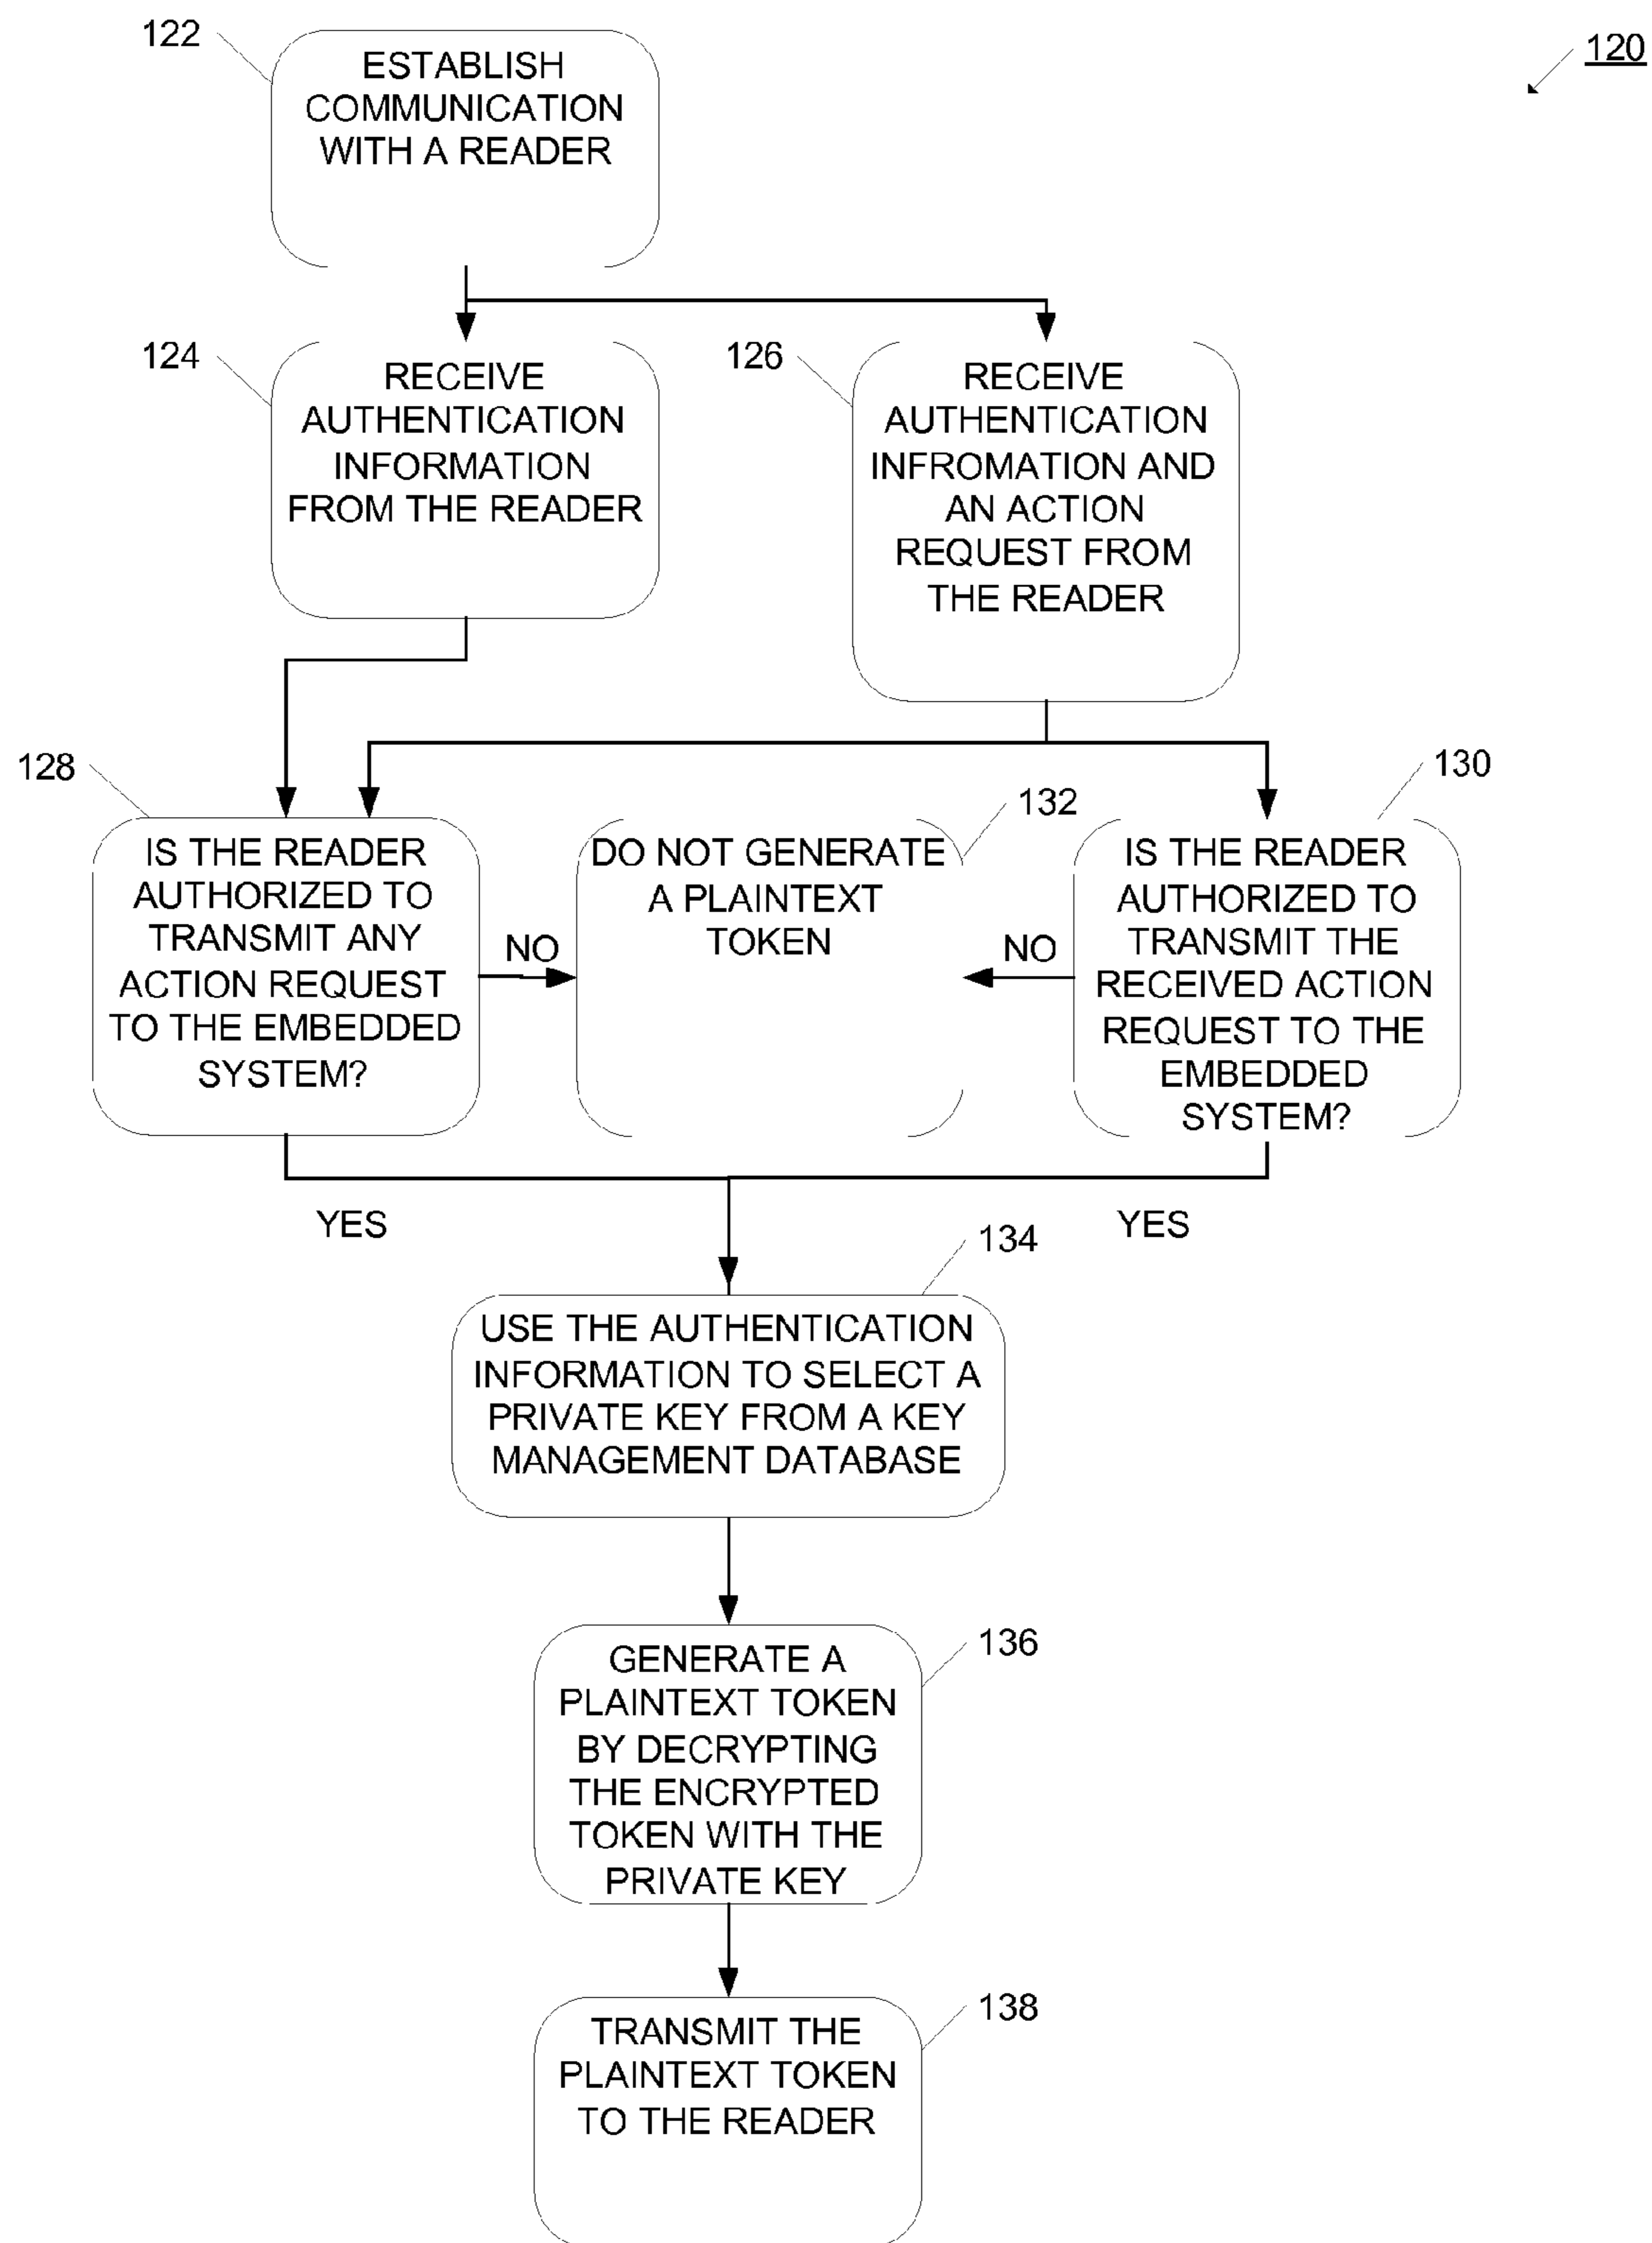 122
120
ESTABLISH
COMMUNICATION
WITH A READER
124
RECEIVE
AUTHENTICATION
INFORMATION
FROM THE READER
126
RECEIVE
AUTHENTICATION
INFROMATION AND
AN ACTION
REQUEST FROM
THE READER
128
IS THE READER
AUTHORIZED TO
TRANSMIT ANY
ACTION REQUEST
TO THE EMBEDDED
SYSTEM?
NO
132
DO NOT GENERATE
A PLAINTEXT
TOKEN
NO
130
IS THE READER
AUTHORIZED TO
TRANSMIT THE
RECEIVED ACTION
REQUEST TO THE
EMBEDDED
SYSTEM?
YES
YES
134
USE THE AUTHENTICATION
INFORMATION TO SELECT A
PRIVATE KEY FROM A KEY
MANAGEMENT DATABASE
136
GENERATE A
PLAINTEXT TOKEN
BY DECRYPTING
THE ENCRYPTED
TOKEN WITH THE
PRIVATE KEY
138
TRANSMIT THE
PLAINTEXT TOKEN
TO THE READER